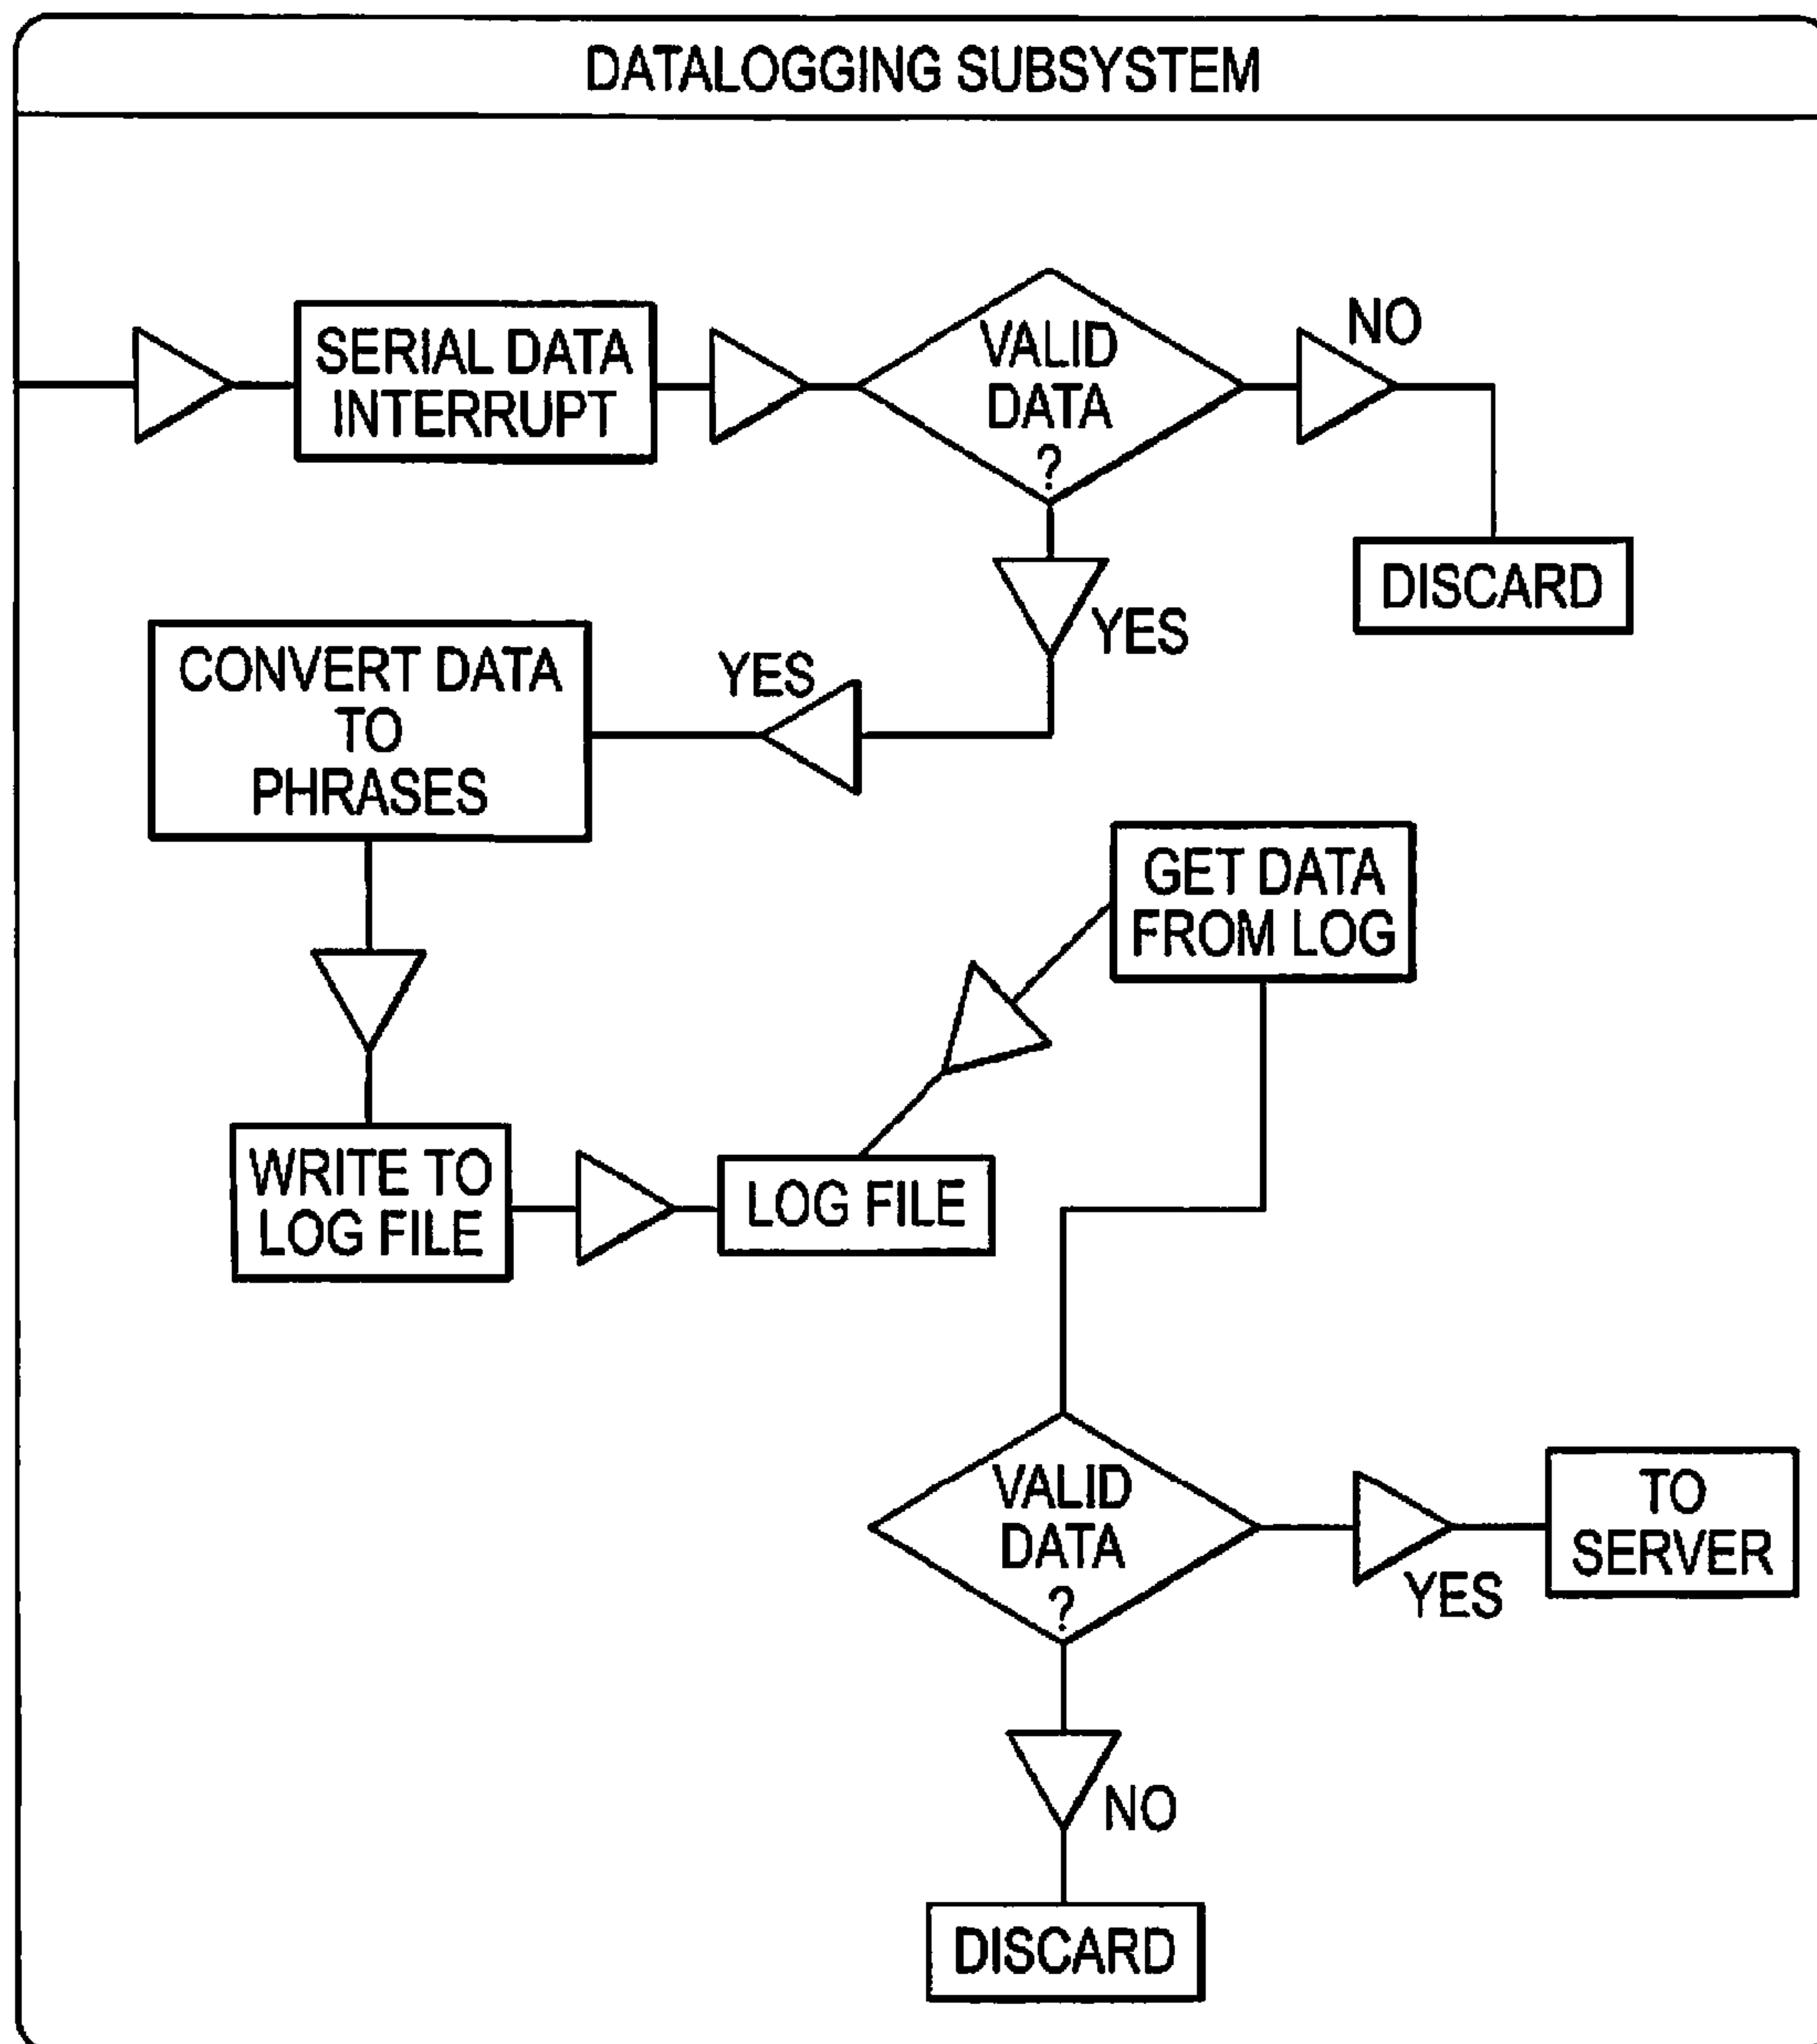 DATALOGGING SUBSYSTEM
SERIAL DATA
INTERRUPT
VALID
DATA
?
NO
DISCARD
YES
YES
CONVERT DATA
TO
PHRASES
GET DATA
FROM LOG
WRITE TO
LOG FILE
LOG FILE
VALID
DATA
?
YES
TO
SERVER
NO
DISCARD